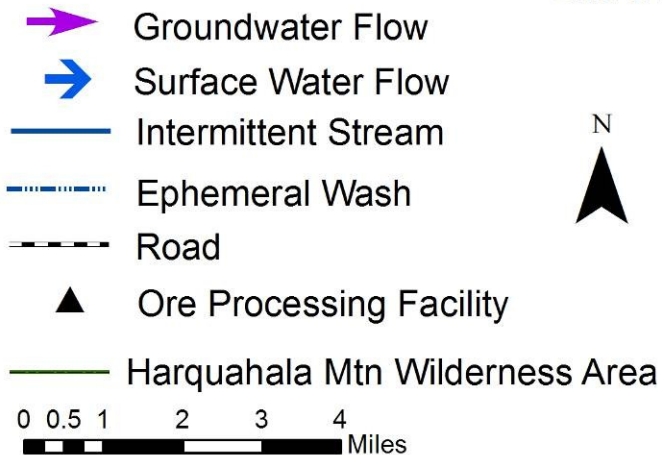 Groundwater Flow
Surface Water Flow
Intermittent Stream
N
Ephemeral Wash
Road
Ore Processing Facility
Harquahala Mtn Wilderness Area
0 0.5 1 2 3 4
Miles